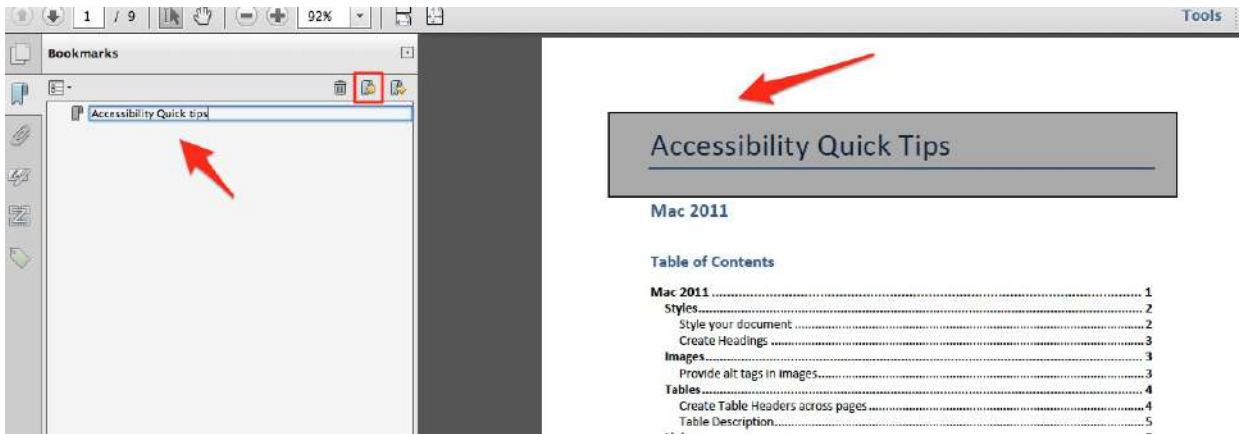 1 / 9 92% Tools
Bookmarks
Accessibility Quick tips
Accessibility Quick Tips
Mac 2011
Table of Contents
Mac 2011 ........ 1
Styles ........ 2
Style your document ........ 2
Create Headings ........ 3
Images ........ 3
Provide alt tags in images ........ 3
Tables ........ 4
Create Table Headers across pages ........ 4
Table Description ........ 5